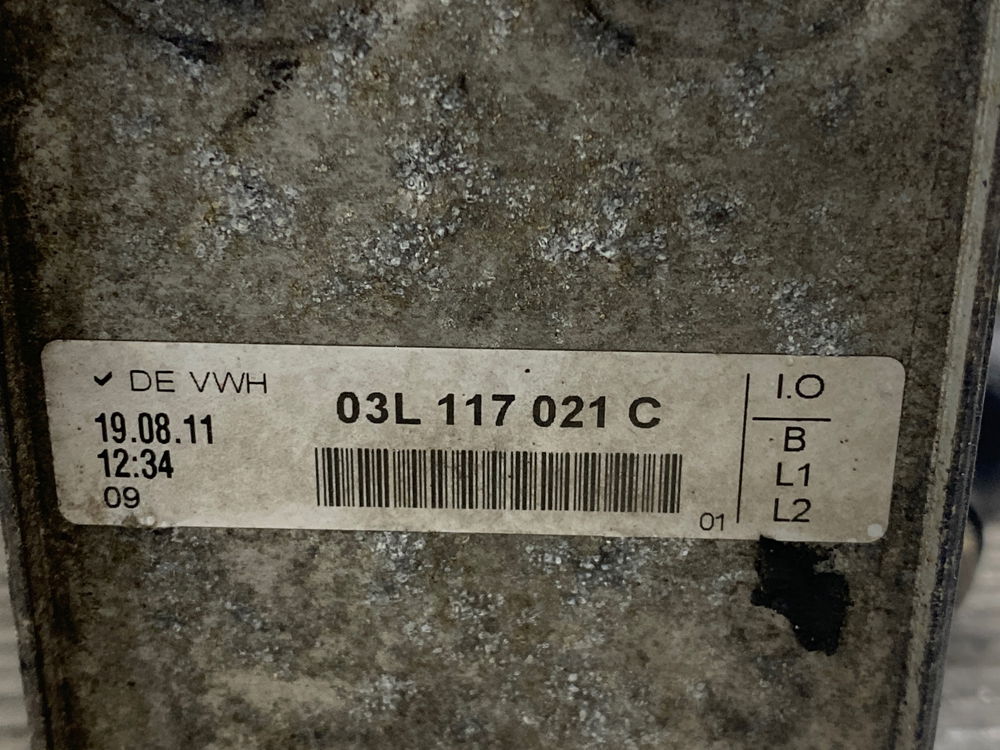 ✓ DE VWH
19.08.11
12:34
09
03L 117 021 C
01
I.O
B
L1
L2